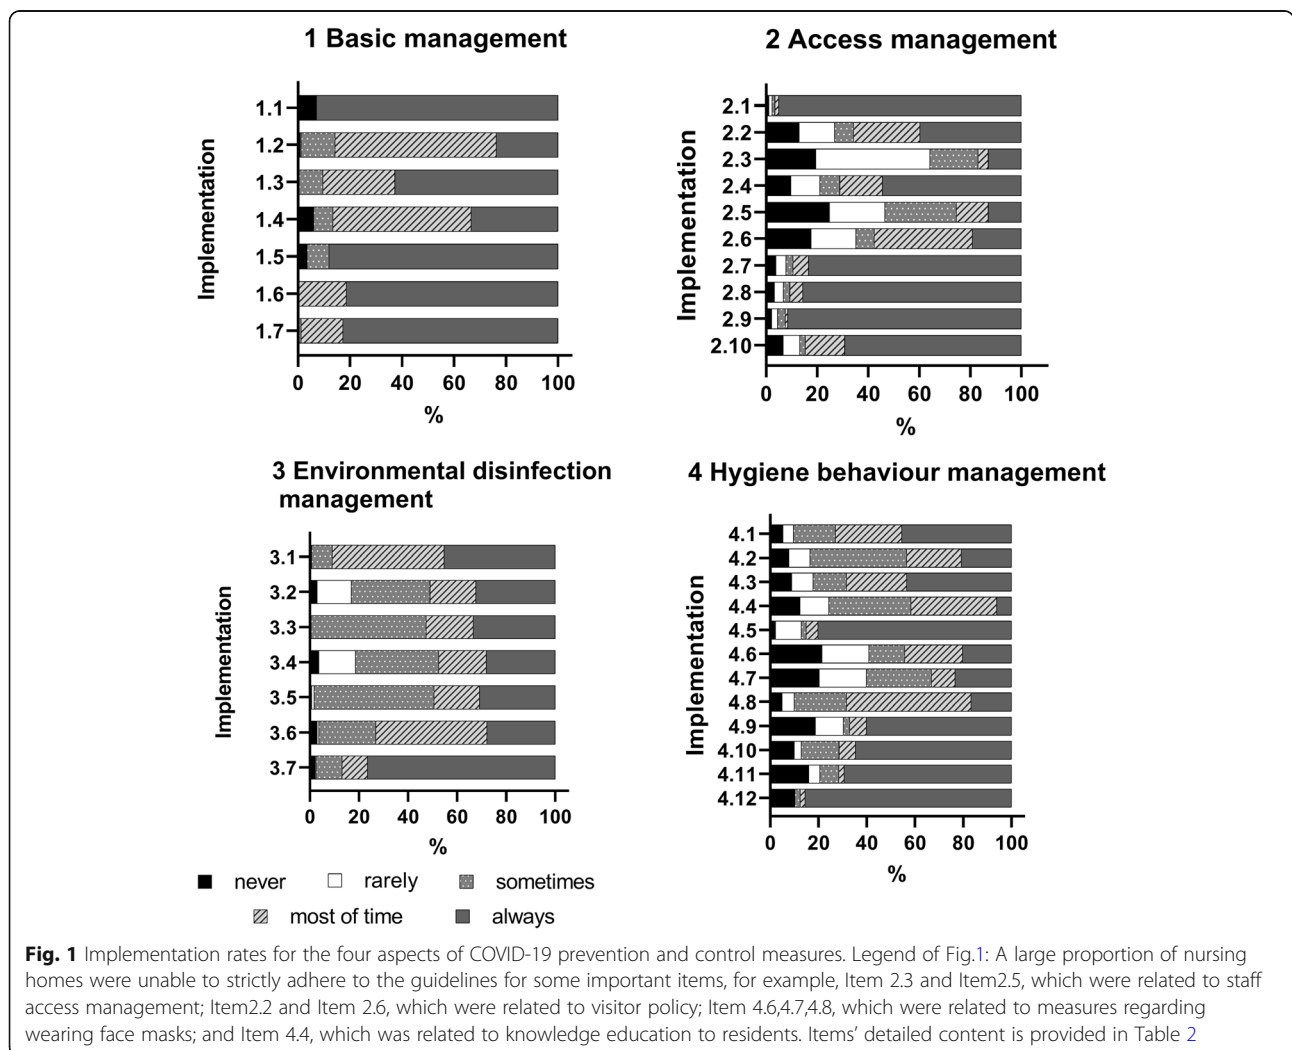 1 Basic management
Implementation
1.1
1.2
1.3
1.4
1.5
1.6
1.7
0 20 40 60 80 100
%
2 Access management
Implementation
2.1
2.2
2.3
2.4
2.5
2.6
2.7
2.8
2.9
2.10
0 20 40 60 80 100
%
3 Environmental disinfection
management
Implementation
3.1
3.2
3.3
3.4
3.5
3.6
3.7
0 20 40 60 80 100
%
4 Hygiene behaviour management
Implementation
4.1
4.2
4.3
4.4
4.5
4.6
4.7
4.8
4.9
4.10
4.11
4.12
0 20 40 60 80 100
%
never rarely sometimes
most of time always
Fig. 1 Implementation rates for the four aspects of COVID-19 prevention and control measures. Legend of Fig.1: A large proportion of nursing
homes were unable to strictly adhere to the guidelines for some important items, for example, Item 2.3 and Item2.5, which were related to staff
access management; Item2.2 and Item 2.6, which were related to visitor policy; Item 4.6,4.7,4.8, which were related to measures regarding
wearing face masks; and Item 4.4, which was related to knowledge education to residents. Items' detailed content is provided in Table 2